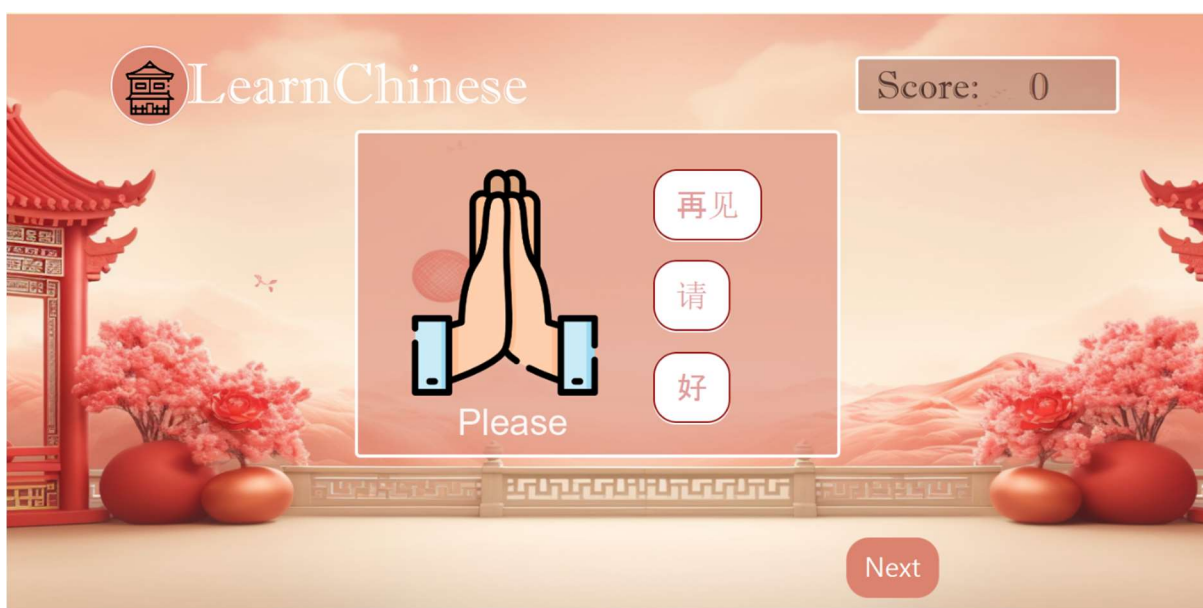 LearnChinese
Score: 0
再见
请
好
Please
Next